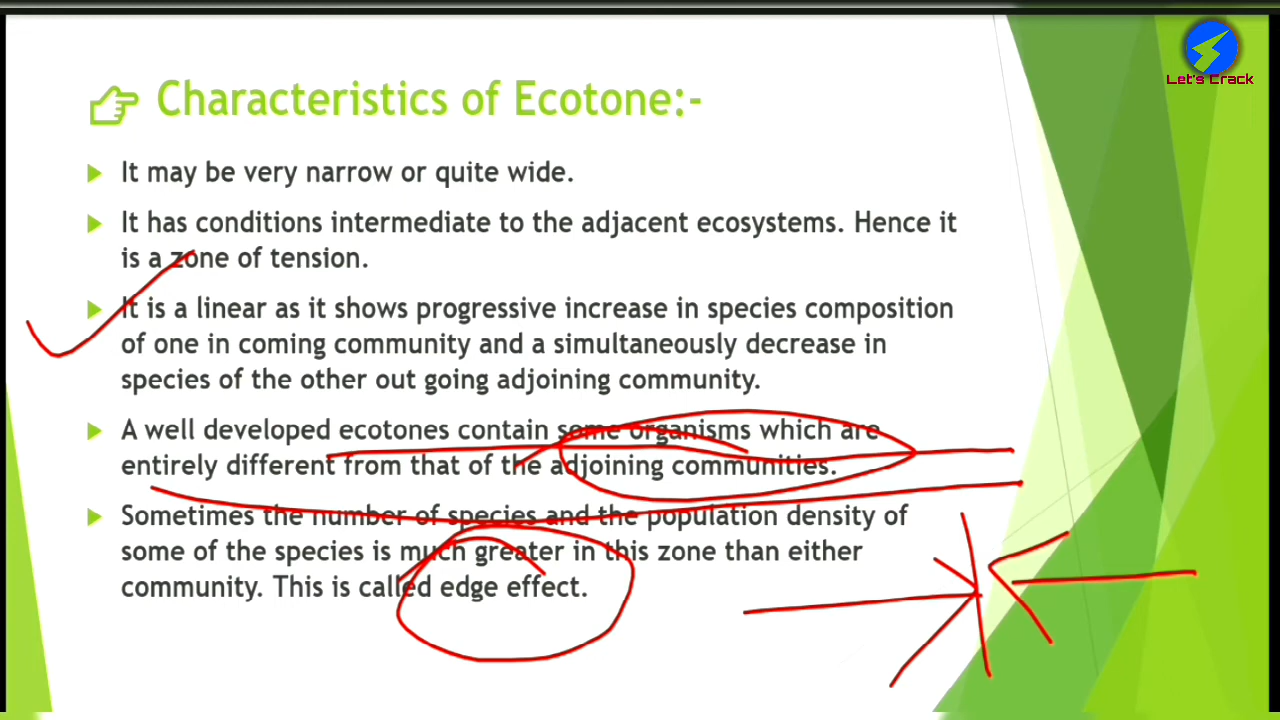 Let's Crack
Characteristics of Ecotone:-
It may be very narrow or quite wide.
It has conditions intermediate to the adjacent ecosystems. Hence it
is a zone of tension.
It is a linear as it shows progressive increase in species composition
of one in coming community and a simultaneously decrease in
species of the other out going adjoining community.
A well developed ecotones contain some organisms which are
entirely different from that of the adjoining communities.
Sometimes the number of species and the population density of
some of the species is much greater in this zone than either
community. This is called edge effect.